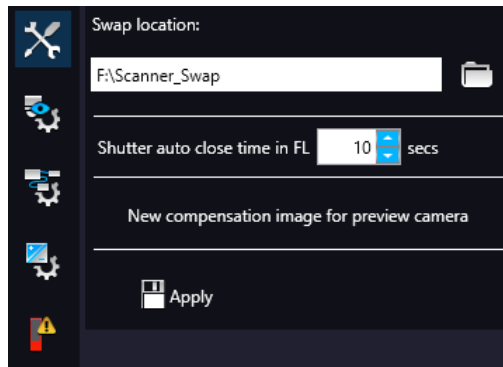 Swap location:
F:\Scanner_Swap
Shutter auto close time in FL 10 secs
New compensation image for preview camera
Apply